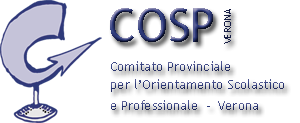 COSP
VERONA
Comitato Provinciale
per l'Orientamento Scolastico
e Professionale - Verona